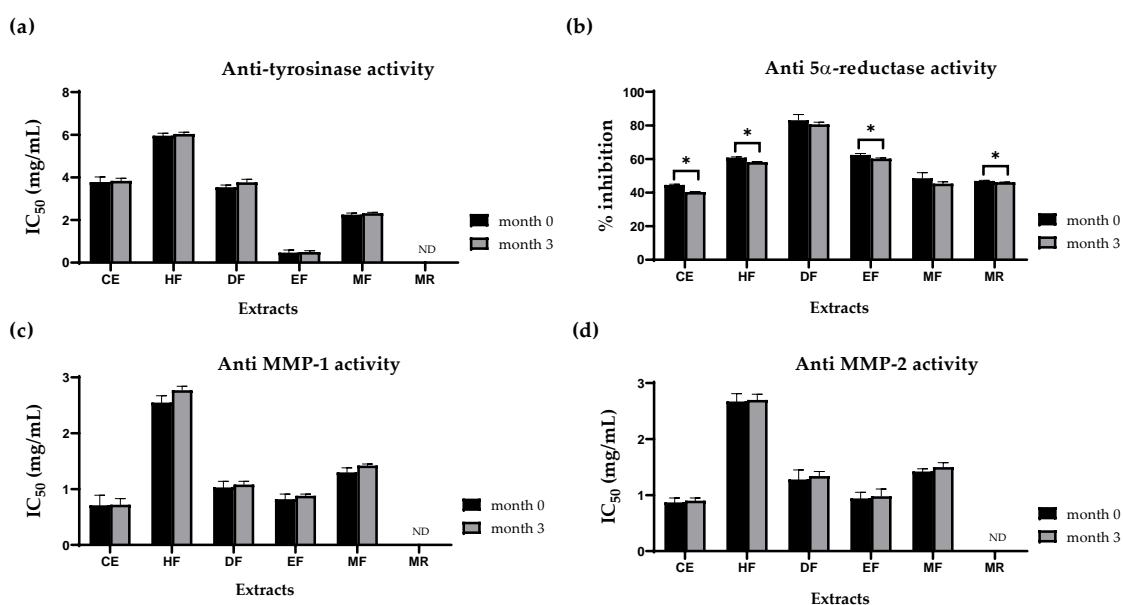 (a)
Anti-tyrosinase activity
IC50 (mg/mL)
8
6
4
2
0
CE HF DF EF MF MR
ND
Extracts
month 0
month 3
(b)
Anti 5α-reductase activity
% inhibition
100
80
60
40
20
0
* * * *
CE HF DF EF MF MR
Extracts
month 0
month 3
(c)
Anti MMP-1 activity
IC50 (mg/mL)
3
2
1
0
CE HF DF EF MF MR
ND
Extracts
month 0
month 3
(d)
Anti MMP-2 activity
IC50 (mg/mL)
3
2
1
0
CE HF DF EF MF MR
ND
Extracts
month 0
month 3